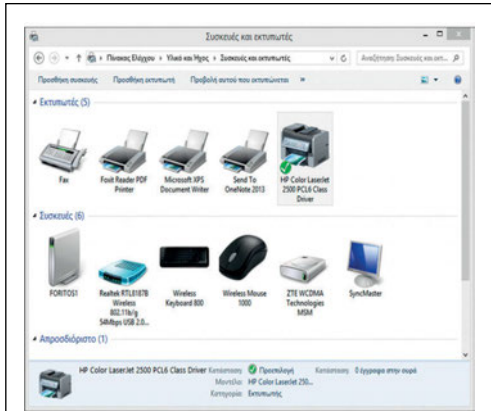 Συσκευές και εκτυπωτές
Πίνακας Ελέγχου Υλικό και Ήχος Συσκευές και εκτυπωτές
Αναζήτηση Συσκευές και εκτ...
Προσθήκη συσκευής Προσθήκη εκτυπωτή Προβολή αυτού που εκτυπώνεται »
Εκτυπωτές (5)
Fax
Foxit Reader PDF
Printer
Microsoft XPS
Document Writer
Send To
OneNote 2013
HP Color LaserJet
2500 PCL6 Class
Driver
Συσκευές (6)
FORITOS1
Realtek RTL8187B
Wireless
802.11b/g
54Mbps USB 2.0...
Wireless
Keyboard 800
Wireless Mouse
1000
ZTE WCDMA
Technologies
MSM
SyncMaster
Απροσδιόριστο (1)
HP Color LaserJet 2500 PCL6 Class Driver Κατάσταση: Προεπιλογή Κατάσταση: 0 έγγραφα στην ουρά
Μοντέλο: HP Color LaserJet 250...
Κατηγορία: Εκτυπωτής